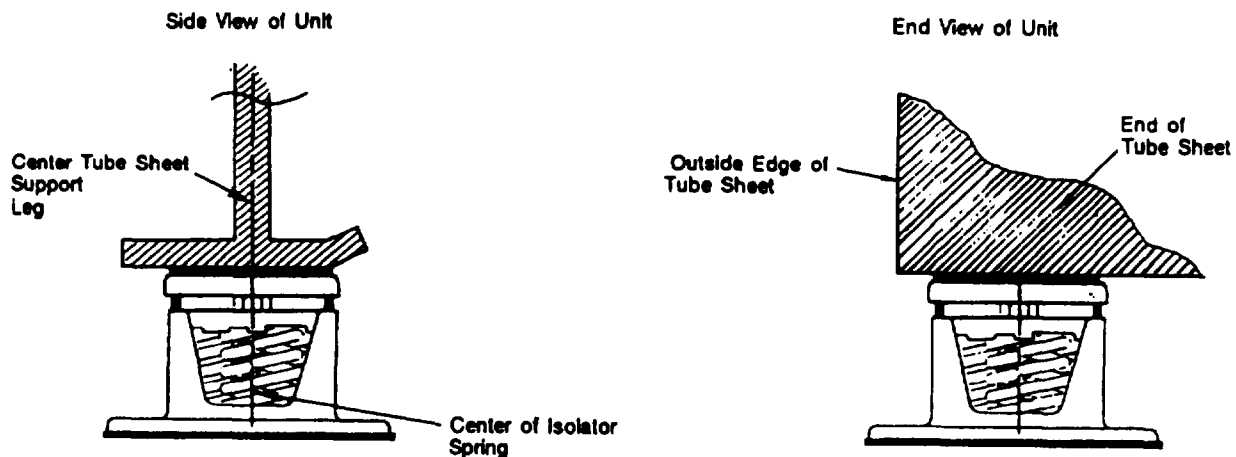 Side View of Unit
End View of Unit
Center Tube Sheet
Support
Leg
Outside Edge of
Tube Sheet
End of
Tube Sheet
Center of Isolator
Spring